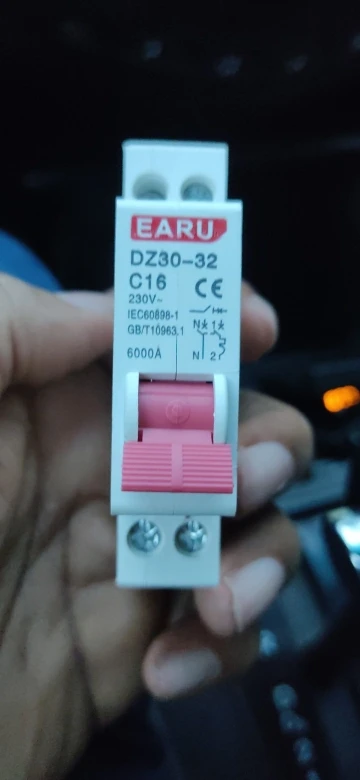 EARU
DZ30-32
C16
CE
230V~
IEC60898-1
GB/T10963.1
N 1
6000A
N 2